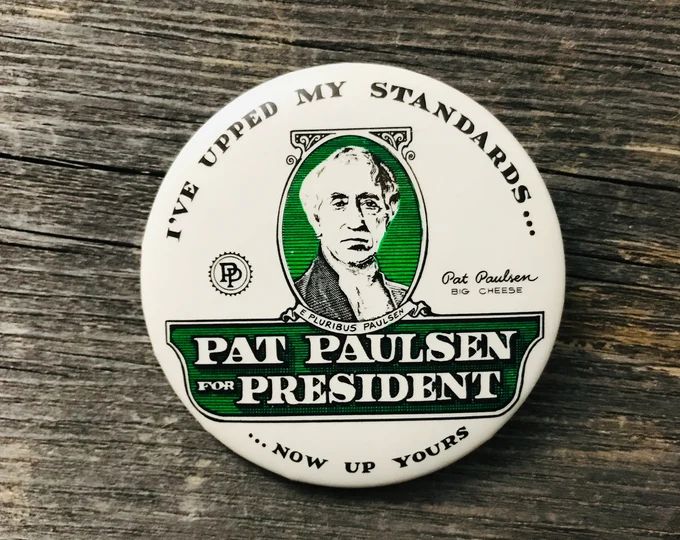 I'VE UPPED MY STANDARDS...
PP
Pat Paulsen
BIG CHEESE
E PLURIBUS PAULSEN
PAT PAULSEN
FOR PRESIDENT
...NOW UP YOURS